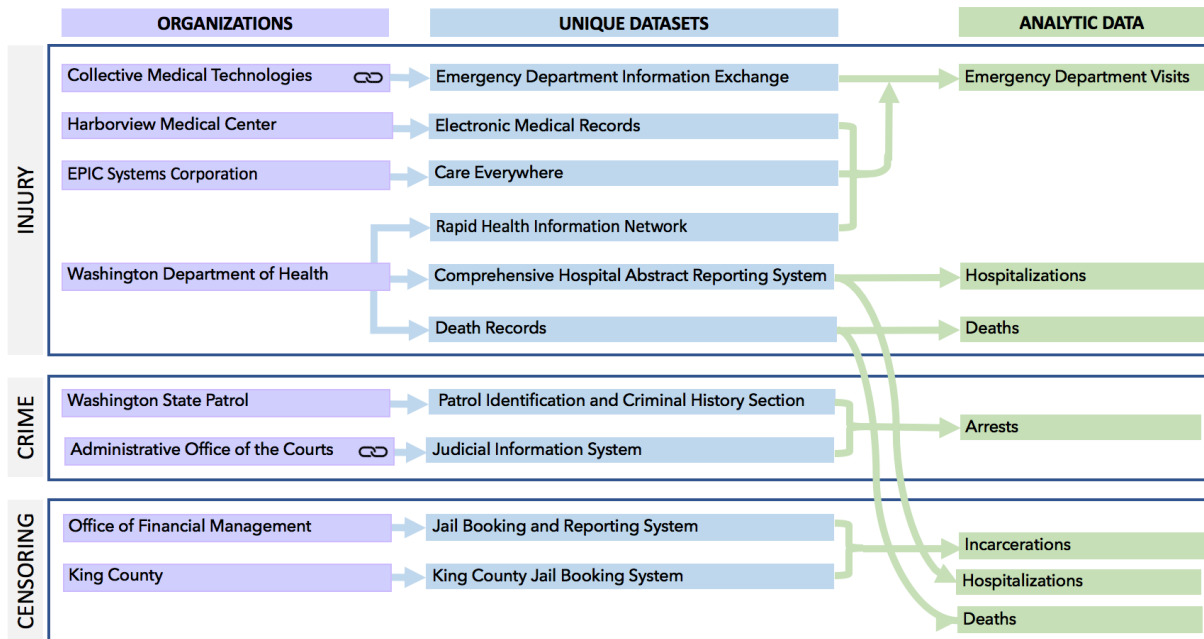 ORGANIZATIONS UNIQUE DATASETS ANALYTIC DATA
INJURY
Collective Medical Technologies Emergency Department Information Exchange Emergency Department Visits
Harborview Medical Center Electronic Medical Records
EPIC Systems Corporation Care Everywhere
Rapid Health Information Network
Washington Department of Health Comprehensive Hospital Abstract Reporting System Hospitalizations
Death Records Deaths
CRIME
Washington State Patrol Patrol Identification and Criminal History Section
Arrests
Administrative Office of the Courts Judicial Information System
CENSORING
Office of Financial Management Jail Booking and Reporting System
Incarcerations
King County King County Jail Booking System Hospitalizations
Deaths